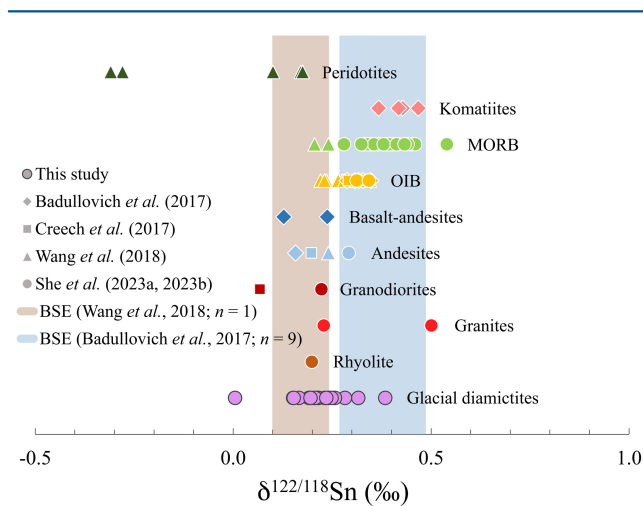 Peridotites
Komatiites
MORB
This study
OIB
Badullovich et al. (2017)
Creech et al. (2017)
Basalt-andesites
Wang et al. (2018)
Andesites
She et al. (2023a, 2023b)
Granodiorites
BSE (Wang et al., 2018; n = 1)
Granites
BSE (Badullovich et al., 2017; n = 9)
Rhyolite
Glacial diamictites
-0.5 0.0 0.5 1.0
δ¹²²/¹¹⁸Sn (‰)